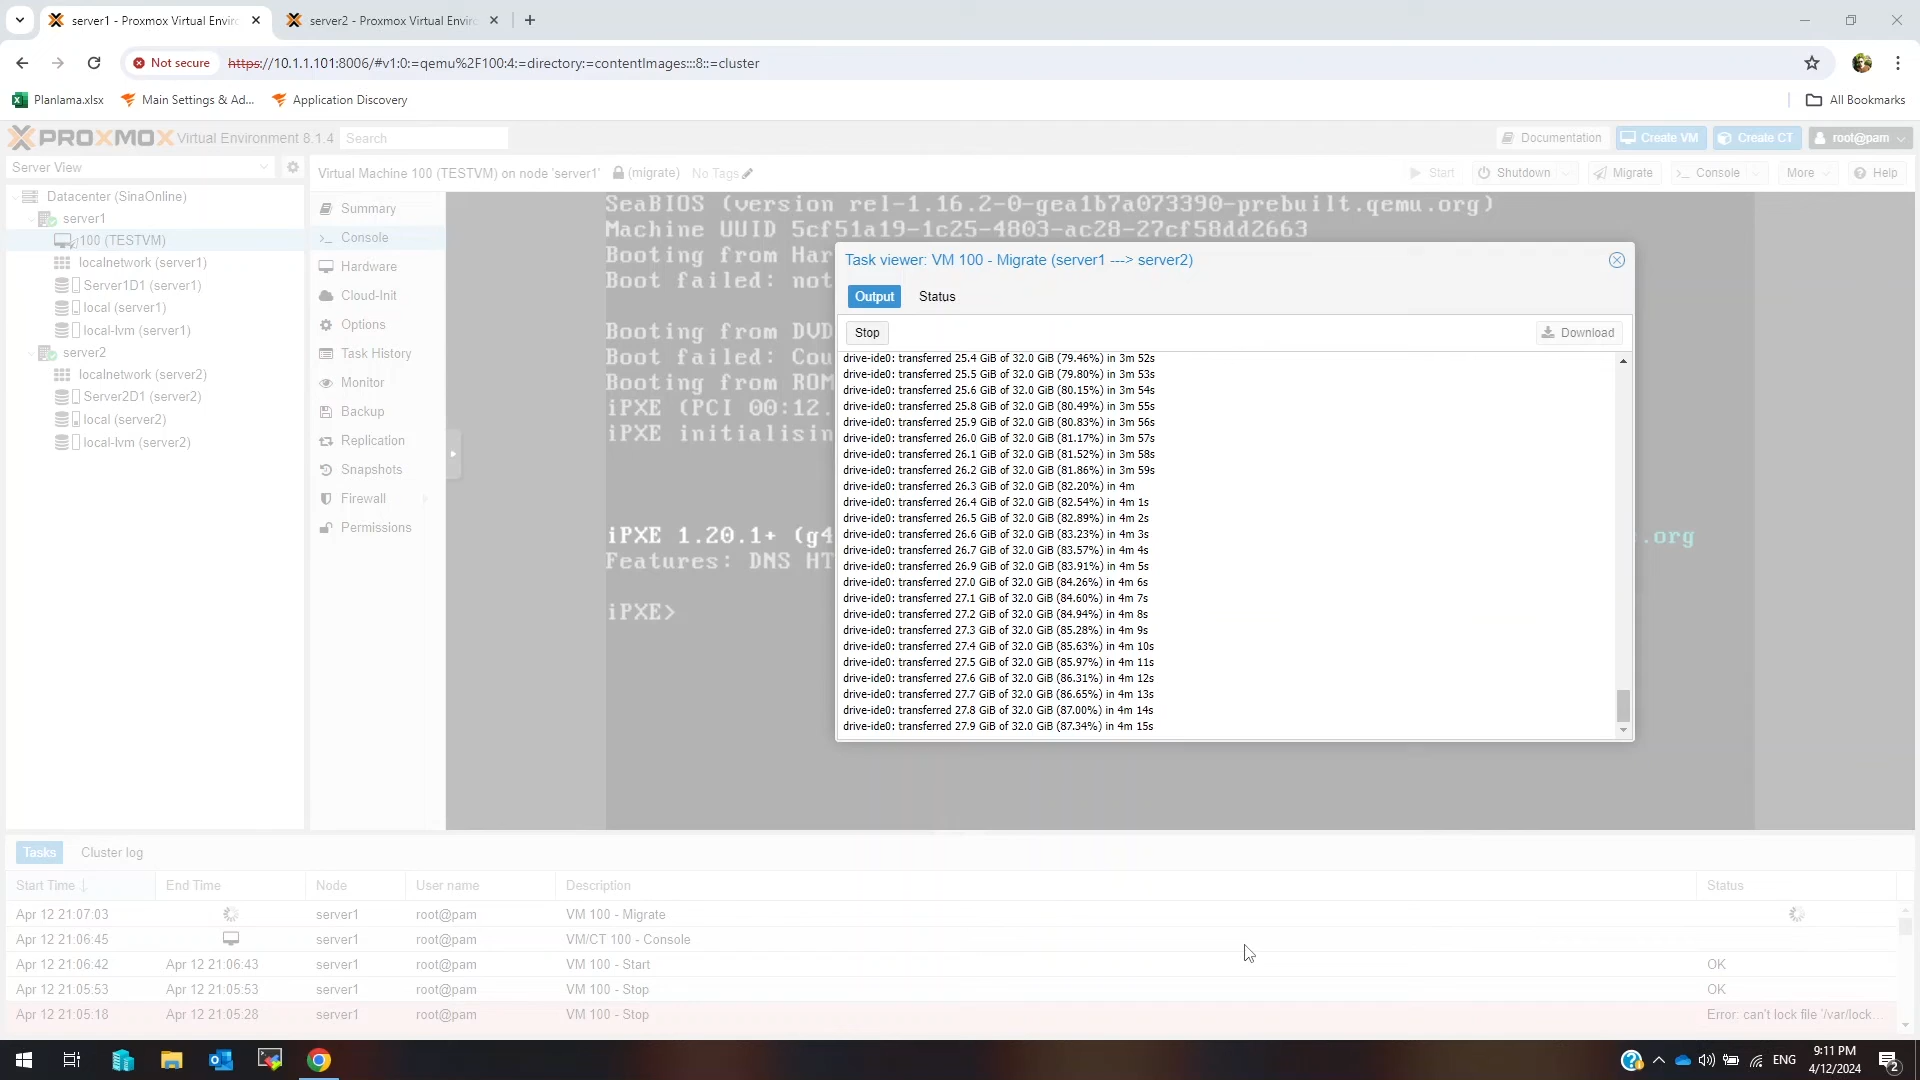 server1 - Proxmox Virtual Envir
server2 - Proxmox Virtual Envir
Not secure https://10.1.1.101:8006/#v1:0:=qemu%2F100:4:=directory:=contentImages:::8::=cluster
Planlama.xlsx Main Settings & Ad... Application Discovery All Bookmarks
PROXMOX Virtual Environment 8.1.4 Search Documentation Create VM Create CT root@pam
Server View
Virtual Machine 100 (TESTVM) on node 'server1' (migrate) No Tags Start Shutdown Migrate Console More Help
Datacenter (SinaOnline)
server1
100 (TESTVM)
localnetwork (server1)
Server1D1 (server1)
local (server1)
local-lvm (server1)
server2
localnetwork (server2)
Server2D1 (server2)
local (server2)
local-lvm (server2)
Summary
>_ Console
Hardware
Cloud-Init
Options
Task History
Monitor
Backup
Replication
Snapshots
Firewall
Permissions
SeaBIOS (version rel-1.16.2-0-gea1b7a073390-prebuilt.qemu.org)
Machine UUID 5cf51a19-1c25-4803-ac28-27cf58dd2663
Booting from Har
Boot failed: not
Booting from DVD
Boot failed: Cou
Booting from ROM
iPXE (PCI 00:12.
iPXE initialisin
iPXE 1.20.1+ (g4
.org
Features: DNS HT
iPXE>
Task viewer: VM 100 - Migrate (server1 ---> server2)
Output Status
Stop Download
drive-ide0: transferred 25.4 GiB of 32.0 GiB (79.46%) in 3m 52s
drive-ide0: transferred 25.5 GiB of 32.0 GiB (79.80%) in 3m 53s
drive-ide0: transferred 25.6 GiB of 32.0 GiB (80.15%) in 3m 54s
drive-ide0: transferred 25.8 GiB of 32.0 GiB (80.49%) in 3m 55s
drive-ide0: transferred 25.9 GiB of 32.0 GiB (80.83%) in 3m 56s
drive-ide0: transferred 26.0 GiB of 32.0 GiB (81.17%) in 3m 57s
drive-ide0: transferred 26.1 GiB of 32.0 GiB (81.52%) in 3m 58s
drive-ide0: transferred 26.2 GiB of 32.0 GiB (81.86%) in 3m 59s
drive-ide0: transferred 26.3 GiB of 32.0 GiB (82.20%) in 4m
drive-ide0: transferred 26.4 GiB of 32.0 GiB (82.54%) in 4m 1s
drive-ide0: transferred 26.5 GiB of 32.0 GiB (82.89%) in 4m 2s
drive-ide0: transferred 26.6 GiB of 32.0 GiB (83.23%) in 4m 3s
drive-ide0: transferred 26.7 GiB of 32.0 GiB (83.57%) in 4m 4s
drive-ide0: transferred 26.9 GiB of 32.0 GiB (83.91%) in 4m 5s
drive-ide0: transferred 27.0 GiB of 32.0 GiB (84.26%) in 4m 6s
drive-ide0: transferred 27.1 GiB of 32.0 GiB (84.60%) in 4m 7s
drive-ide0: transferred 27.2 GiB of 32.0 GiB (84.94%) in 4m 8s
drive-ide0: transferred 27.3 GiB of 32.0 GiB (85.28%) in 4m 9s
drive-ide0: transferred 27.4 GiB of 32.0 GiB (85.63%) in 4m 10s
drive-ide0: transferred 27.5 GiB of 32.0 GiB (85.97%) in 4m 11s
drive-ide0: transferred 27.6 GiB of 32.0 GiB (86.31%) in 4m 12s
drive-ide0: transferred 27.7 GiB of 32.0 GiB (86.65%) in 4m 13s
drive-ide0: transferred 27.8 GiB of 32.0 GiB (87.00%) in 4m 14s
drive-ide0: transferred 27.9 GiB of 32.0 GiB (87.34%) in 4m 15s
Tasks Cluster log
Start Time End Time Node User name Description Status
Apr 12 21:07:03 server1 root@pam VM 100 - Migrate
Apr 12 21:06:45 server1 root@pam VM/CT 100 - Console
Apr 12 21:06:42 Apr 12 21:06:43 server1 root@pam VM 100 - Start OK
Apr 12 21:05:53 Apr 12 21:05:53 server1 root@pam VM 100 - Stop OK
Apr 12 21:05:18 Apr 12 21:05:28 server1 root@pam VM 100 - Stop Error: can't lock file '/var/lock...
ENG 9:11 PM
4/12/2024
2